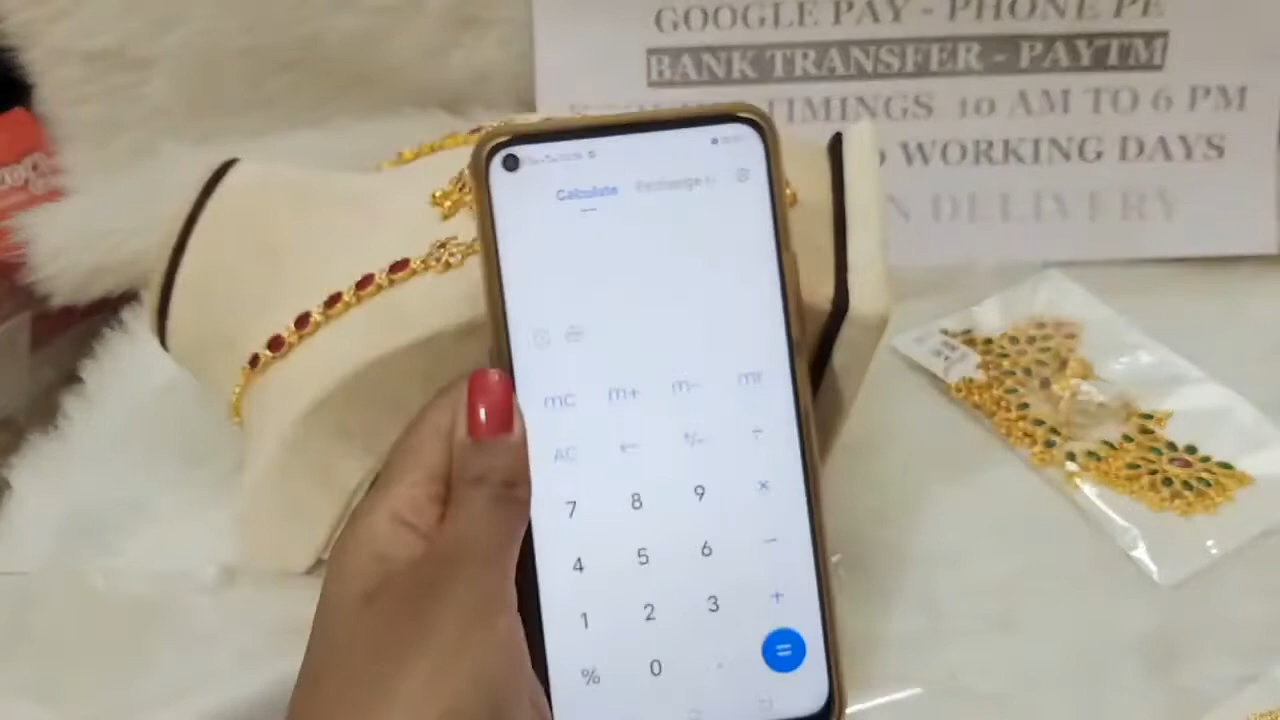 GOOGLE PAY - PHONE PE
BANK TRANSFER - PAYTM
TIMINGS 10 AM TO 6 PM
WORKING DAYS
DELIVERY
Calculate
mc m+ m- mr
AC ← +/- ÷
7 8 9 ×
4 5 6 −
1 2 3 +
% 0 . =